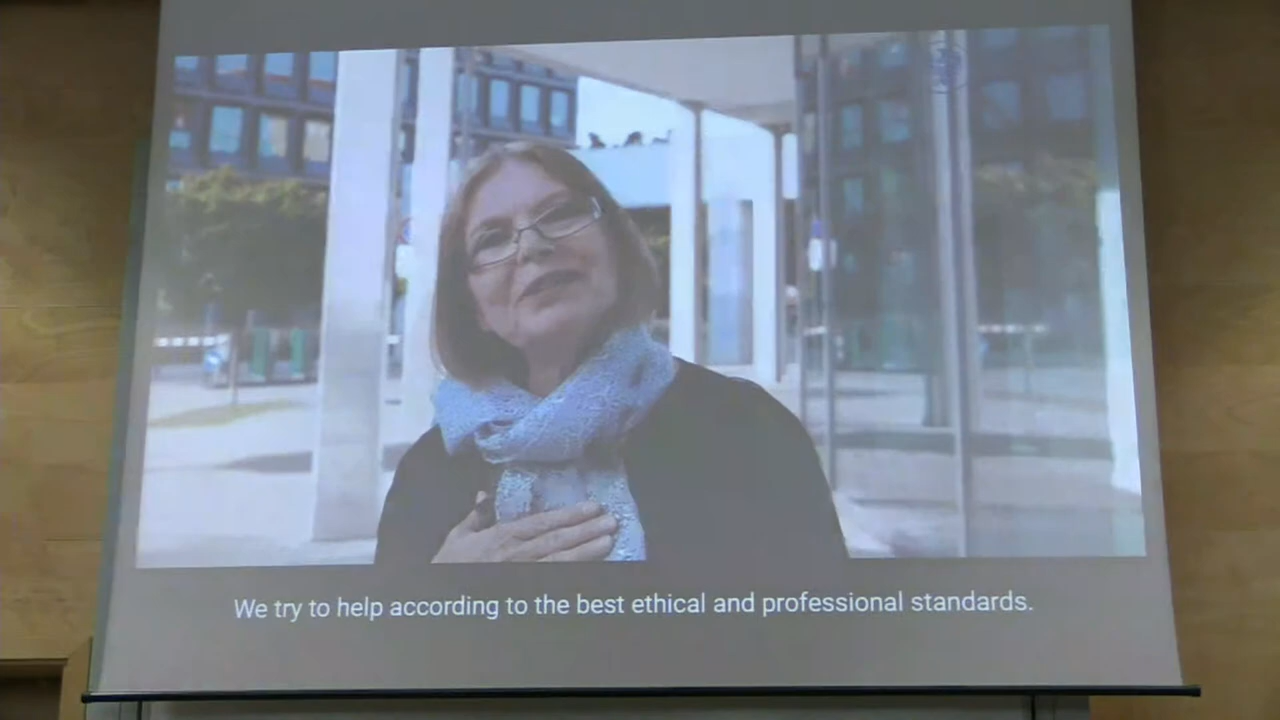 We try to help according to the best ethical and professional standards.